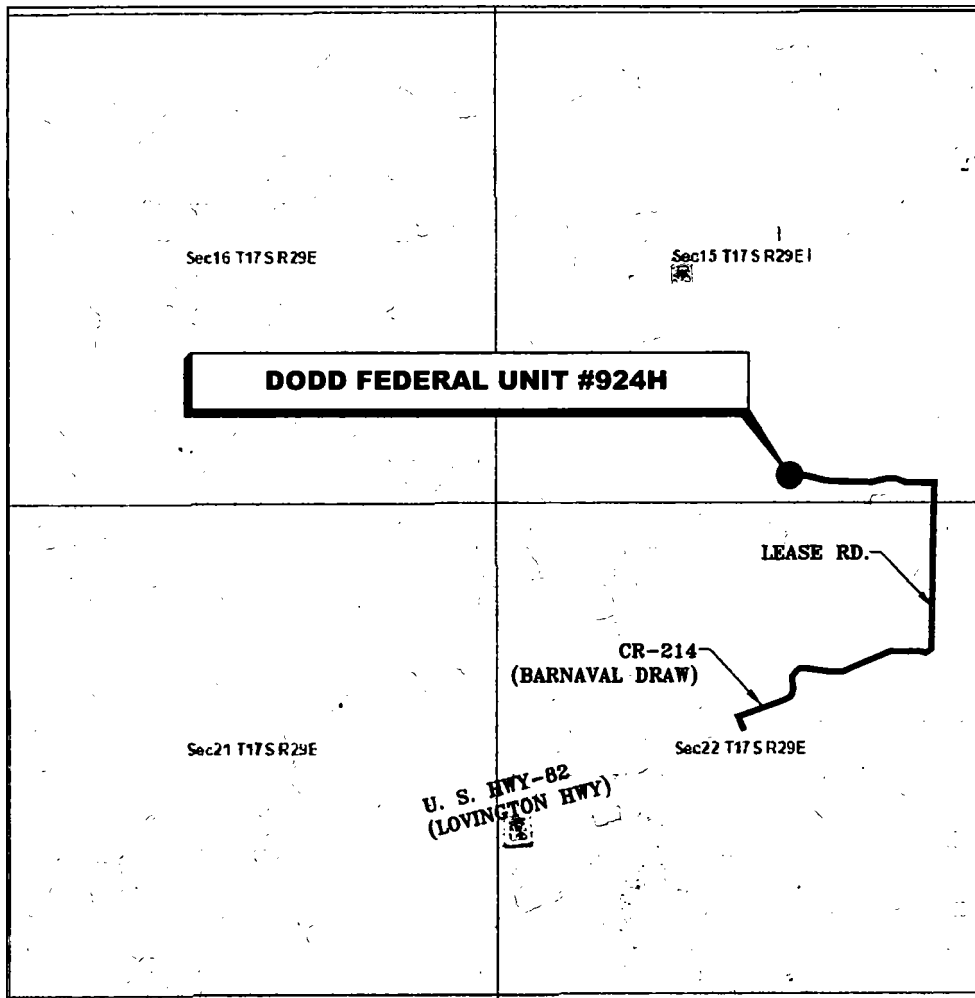 Sec16 T17S R29E
Sec15 T17S R29E
DODD FEDERAL UNIT #924H
LEASE RD.
CR-214
(BARNAVAL DRAW)
Sec21 T17S R29E
Sec22 T17S R29E
U. S. HWY-82
(LOVINGTON HWY)